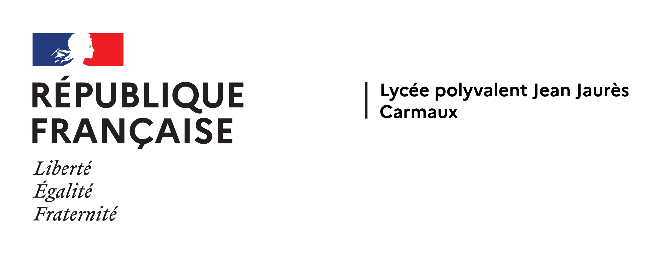 RÉPUBLIQUE
FRANÇAISE
Liberté
Égalité
Fraternité
Lycée polyvalent Jean Jaurès
Carmaux